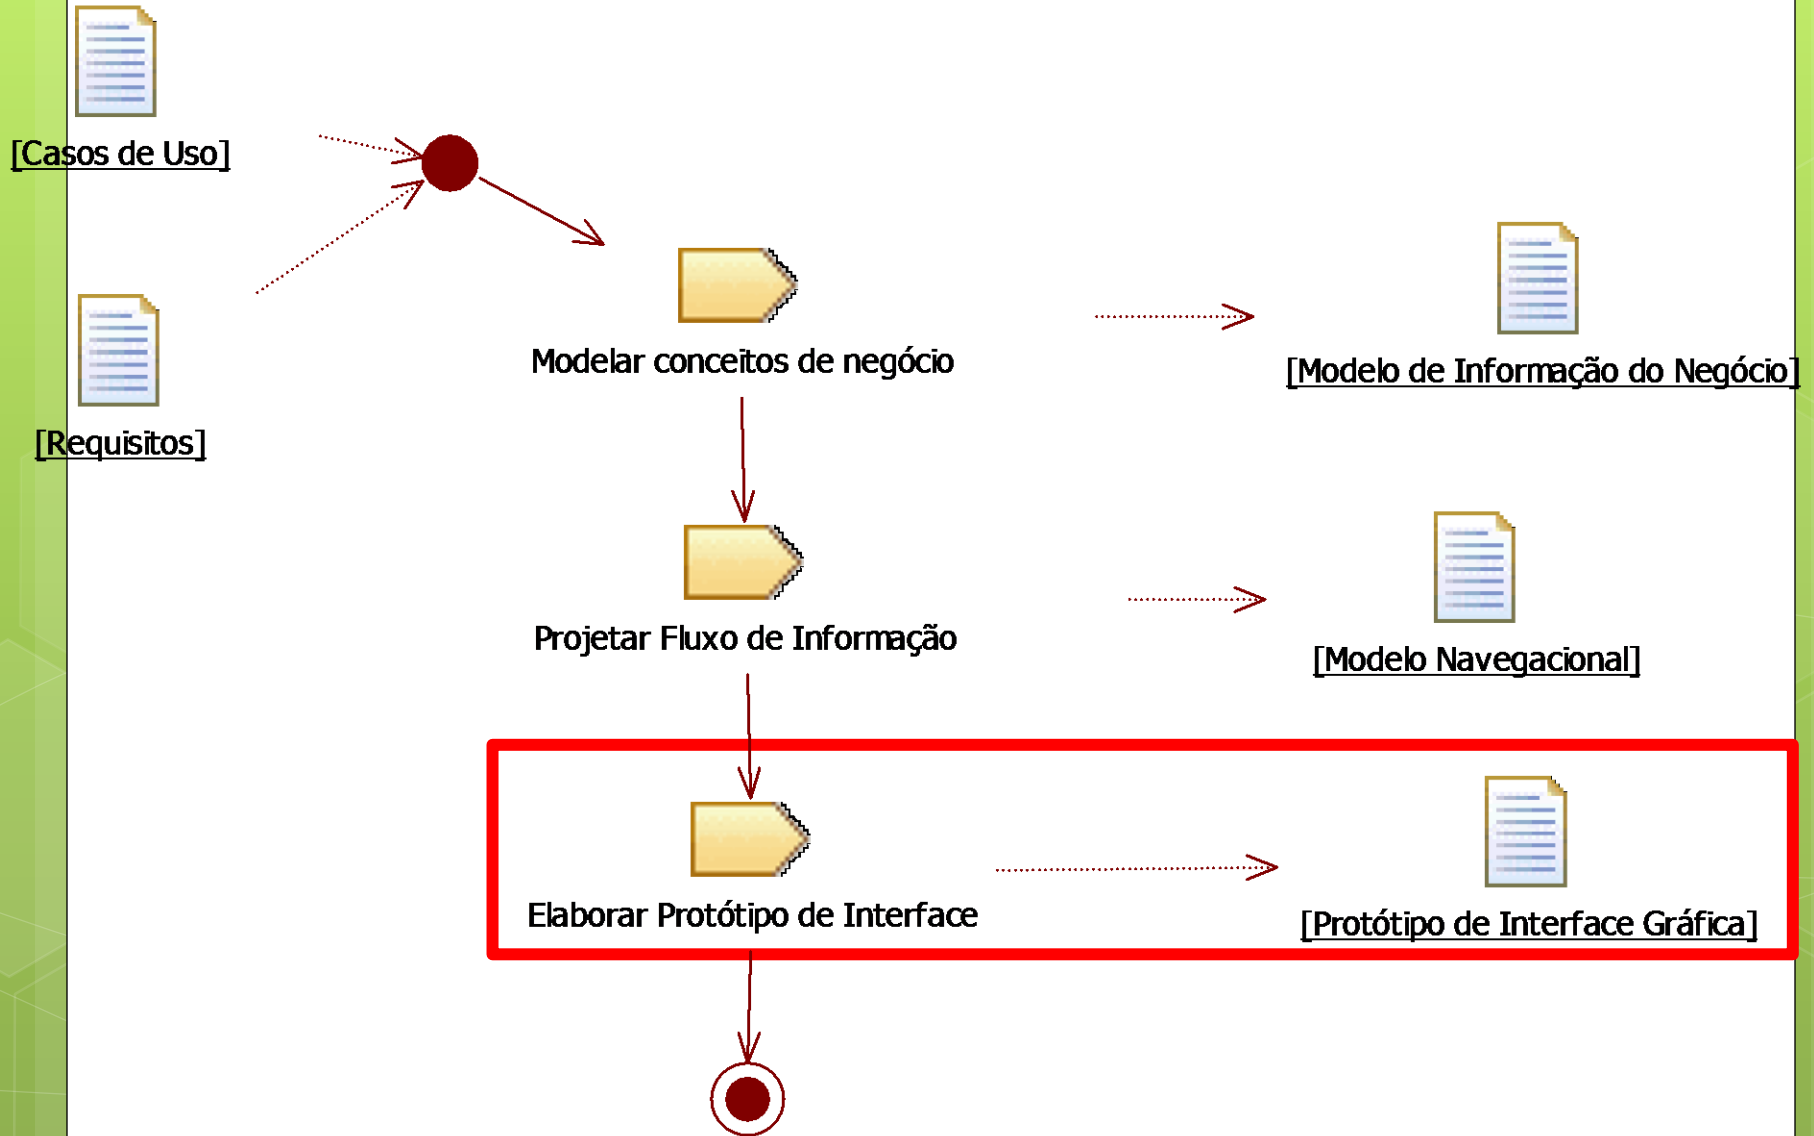 [Casos de Uso]
[Requisitos]
Modelar conceitos de negócio
[Modelo de Informação do Negócio]
Projetar Fluxo de Informação
[Modelo Navegacional]
Elaborar Protótipo de Interface
[Protótipo de Interface Gráfica]